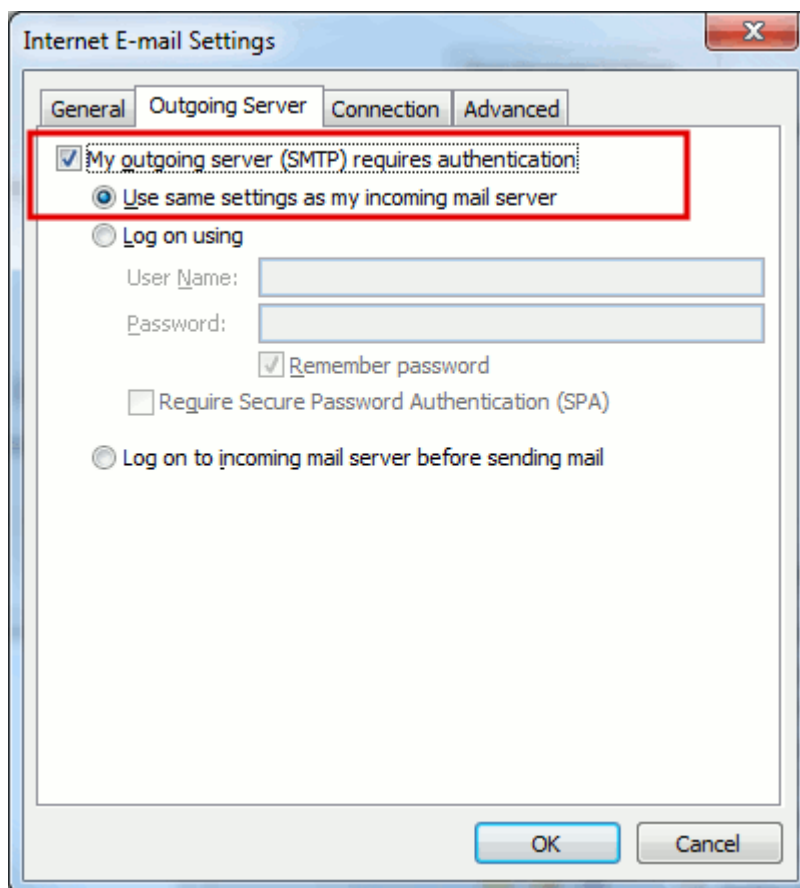 Internet E-mail Settings
General Outgoing Server Connection Advanced
My outgoing server (SMTP) requires authentication
Use same settings as my incoming mail server
Log on using
User Name:
Password:
Remember password
Require Secure Password Authentication (SPA)
Log on to incoming mail server before sending mail
OK Cancel